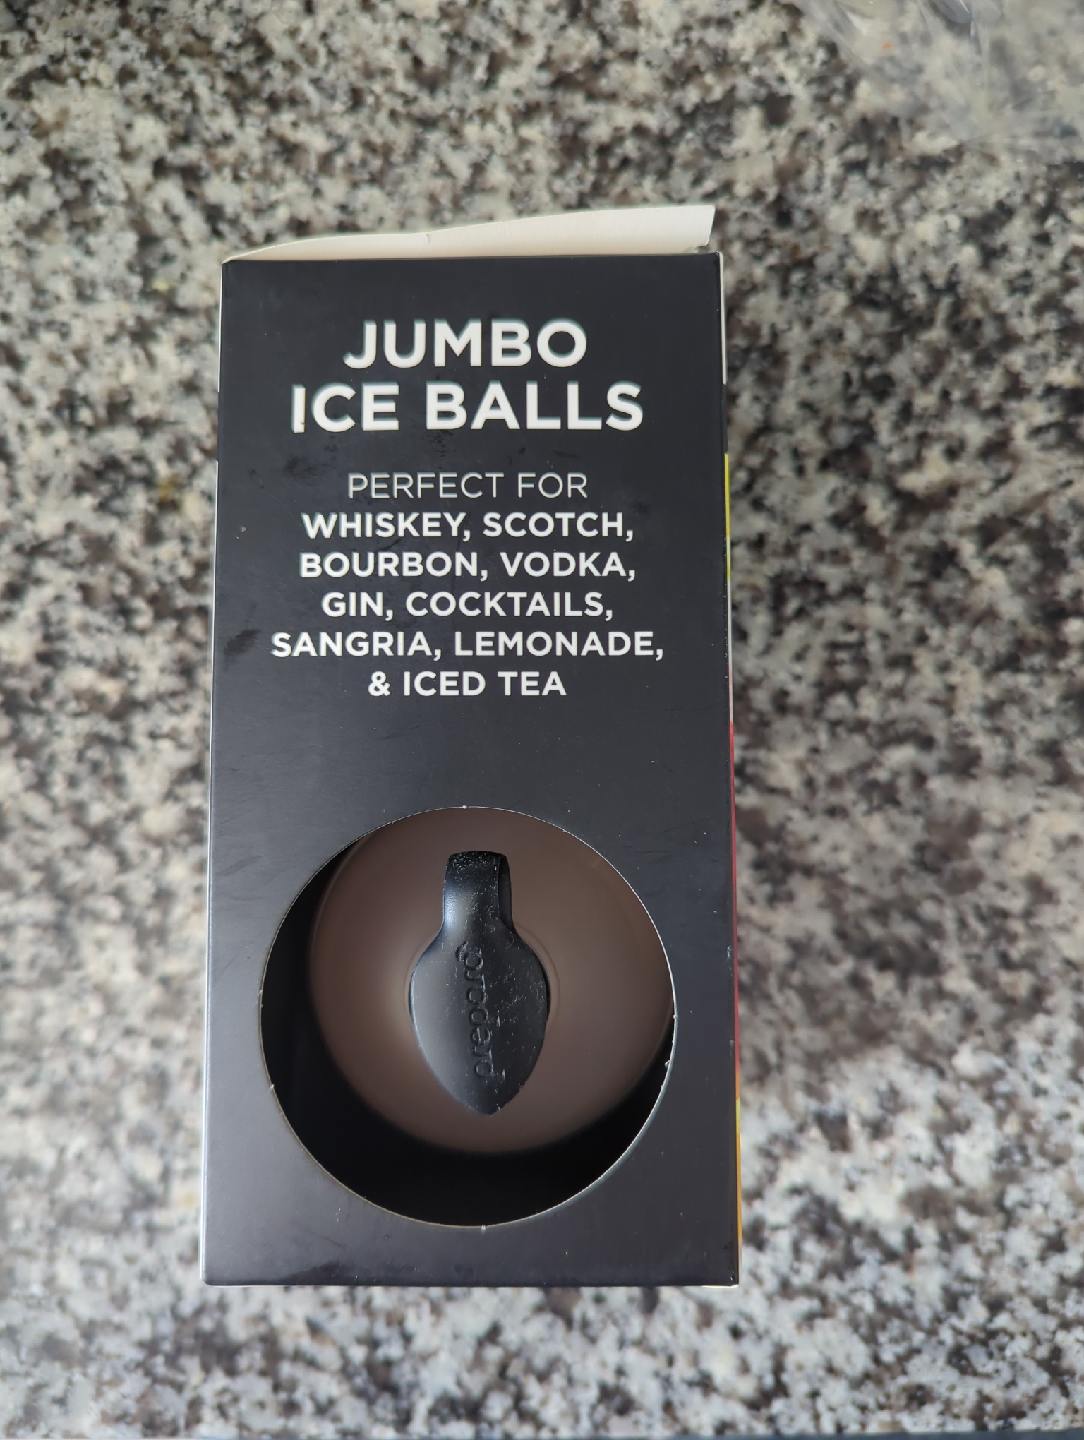 JUMBO
ICE BALLS
PERFECT FOR
WHISKEY, SCOTCH,
BOURBON, VODKA,
GIN, COCKTAILS,
SANGRIA, LEMONADE,
& ICED TEA
prepara